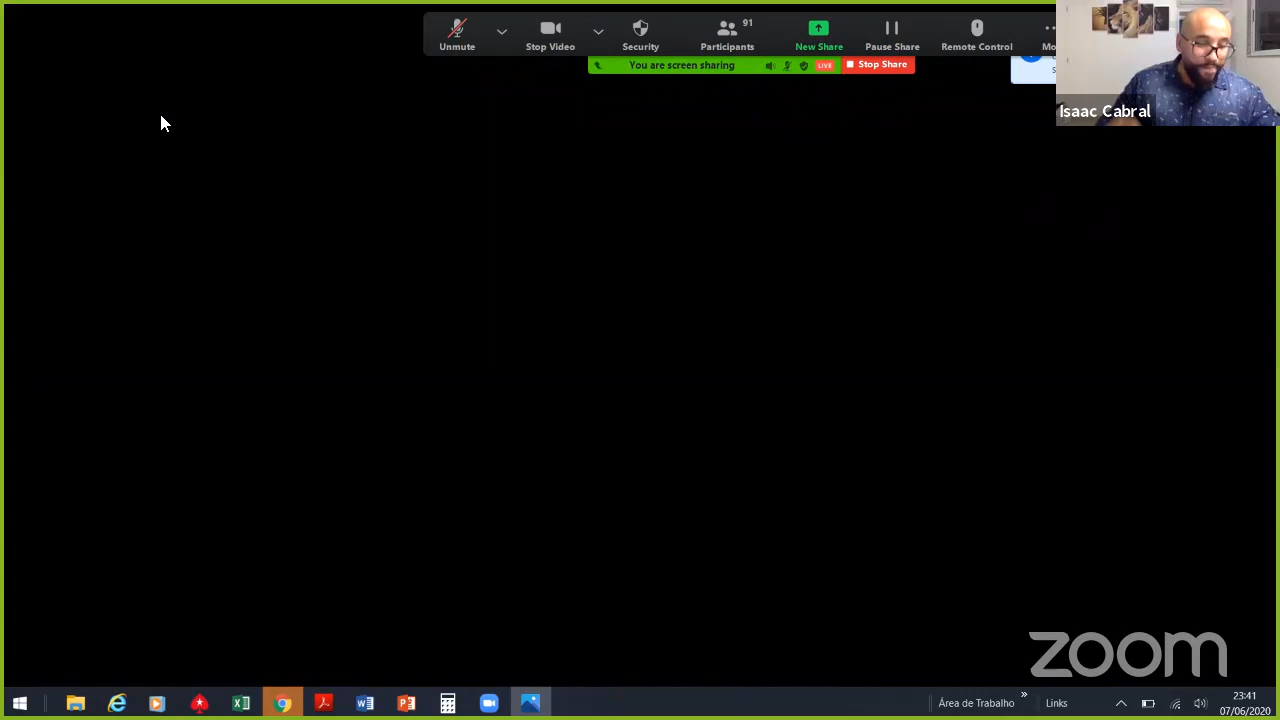 91
Unmute
Stop Video
Security
Participants
New Share
Pause Share
Remote Control
You are screen sharing
LIVE
Stop Share
Isaac Cabral
zoom
Área de Trabalho
»
Links
23:41
07/06/2020